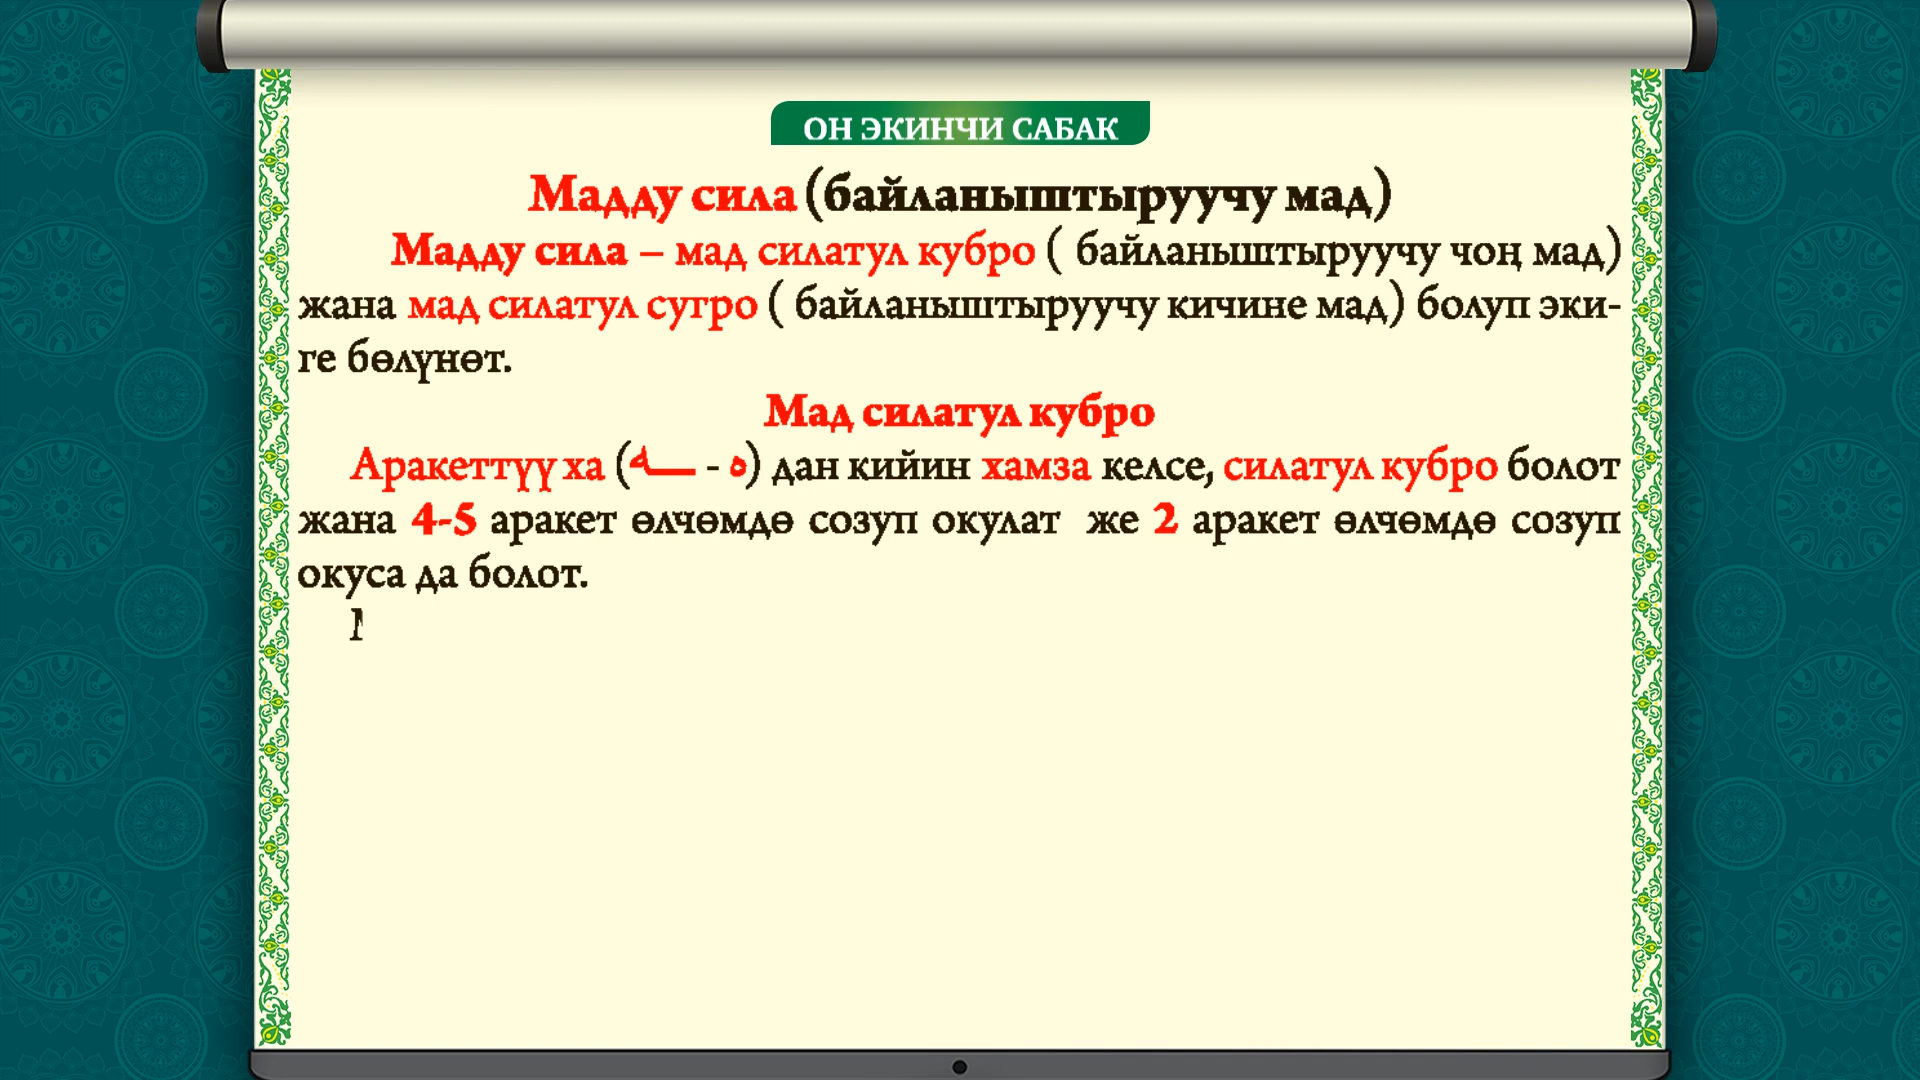 ОН ЭКИНЧИ САБАК
Мадду сила (байланыштыруучу мад)
Мадду сила – мад силатул кубро ( байланыштыруучу чоң мад)
жана мад силатул сугро ( байланыштыруучу кичине мад) болуп эки-
ге бөлүнөт.
Мад силатул кубро
Аракеттүү ха (ـــه - ه) дан кийин хамза келсе, силатул кубро болот
жана 4-5 аракет өлчөмдө созуп окулат же 2 аракет өлчөмдө созуп
окуса да болот.